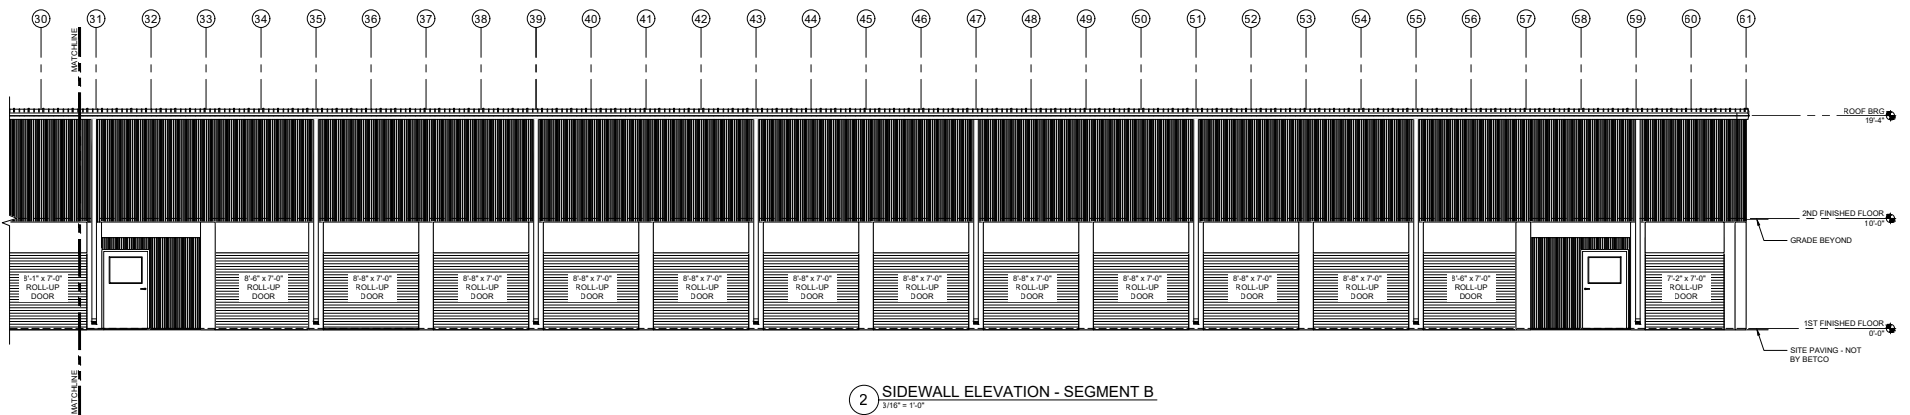 30 31 32 33 34 35 36 37 38 39 40 41 42 43 44 45 46 47 48 49 50 51 52 53 54 55 56 57 58 59 60 61
MATCHLINE
ROOF BRG
19'-4"
2ND FINISHED FLOOR
10'-0"
GRADE BEYOND
8'-1" x 7'-0"
ROLL-UP
DOOR
8'-6" x 7'-0"
ROLL-UP
DOOR
8'-8" x 7'-0"
ROLL-UP
DOOR
8'-8" x 7'-0"
ROLL-UP
DOOR
8'-8" x 7'-0"
ROLL-UP
DOOR
8'-8" x 7'-0"
ROLL-UP
DOOR
8'-8" x 7'-0"
ROLL-UP
DOOR
8'-8" x 7'-0"
ROLL-UP
DOOR
8'-8" x 7'-0"
ROLL-UP
DOOR
8'-8" x 7'-0"
ROLL-UP
DOOR
8'-8" x 7'-0"
ROLL-UP
DOOR
8'-8" x 7'-0"
ROLL-UP
DOOR
8'-6" x 7'-0"
ROLL-UP
DOOR
7'-2" x 7'-0"
ROLL-UP
DOOR
1ST FINISHED FLOOR
0'-0"
SITE PAVING - NOT
BY BETCO
MATCHLINE
2 SIDEWALL ELEVATION - SEGMENT B
3/16" = 1'-0"